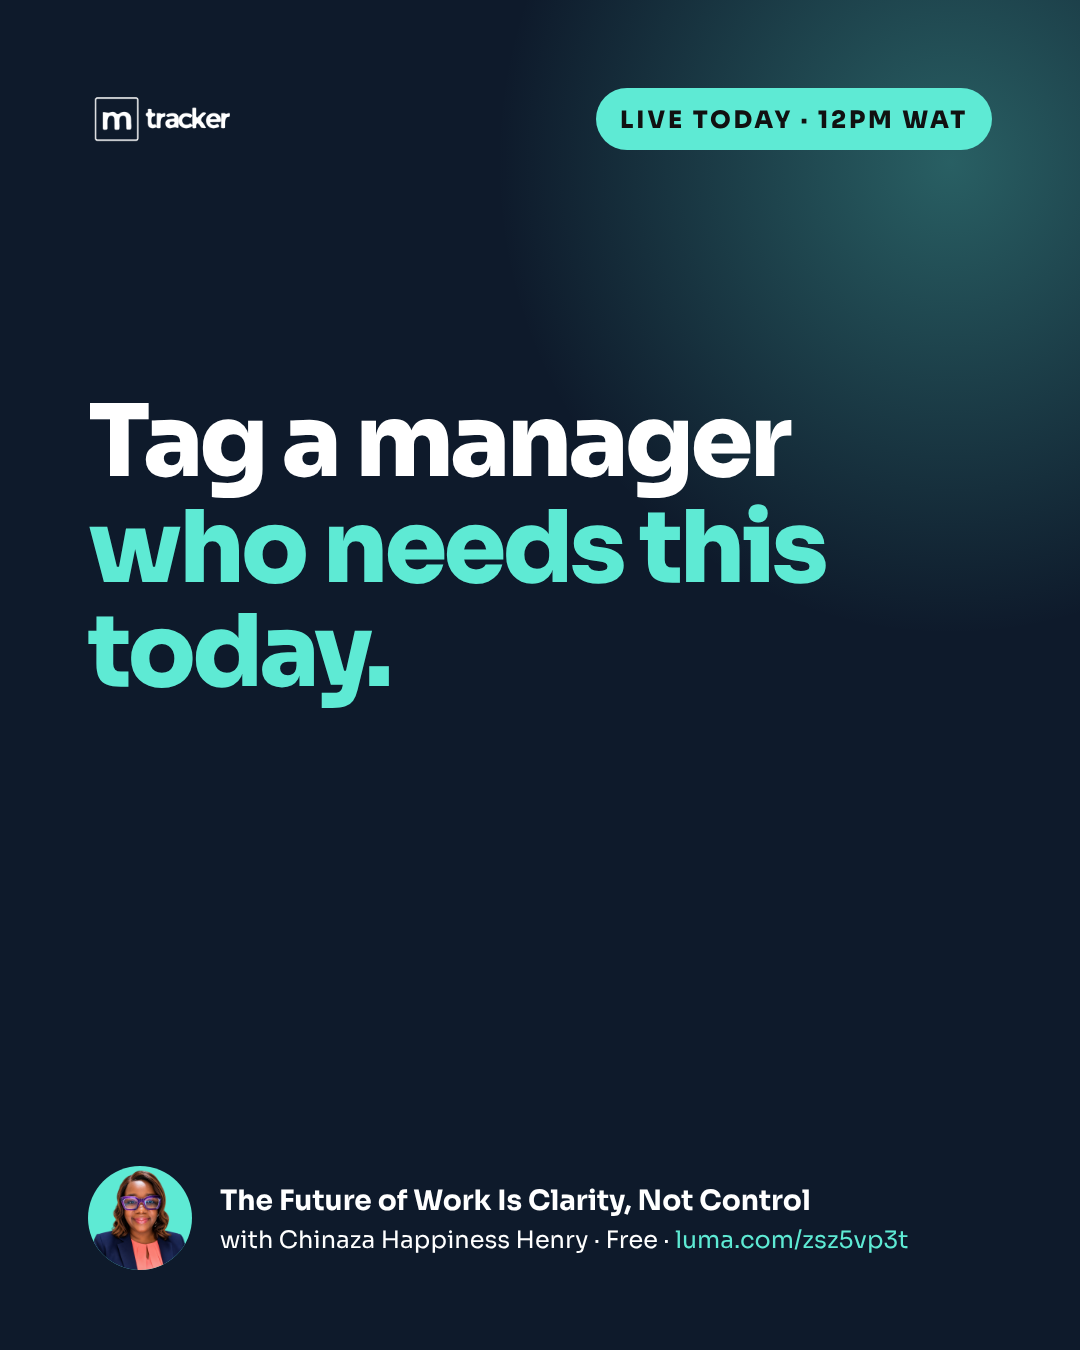 m tracker
LIVE TODAY · 12PM WAT
Tag a manager
who needs this
today.
The Future of Work Is Clarity, Not Control
with Chinaza Happiness Henry · Free · luma.com/zsz5vp3t